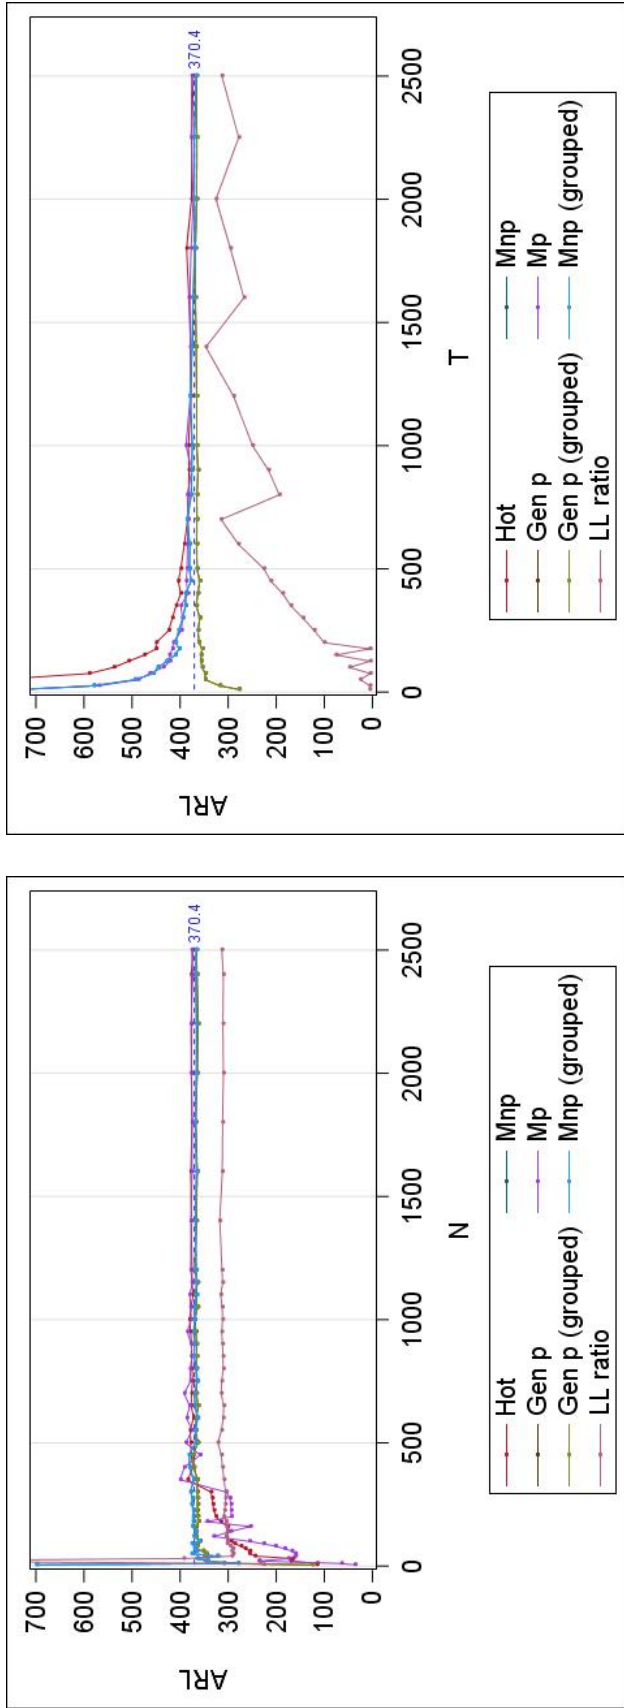 ARL
700
600
500
400
300
200
100
0
370.4
0
500
1000
1500
2000
2500
N
Hot
Mnp
Gen p
Mp
Gen p (grouped)
Mnp (grouped)
LL ratio
ARL
700
600
500
400
300
200
100
0
370.4
0
500
1000
1500
2000
2500
T
Hot
Mnp
Gen p
Mp
Gen p (grouped)
Mnp (grouped)
LL ratio